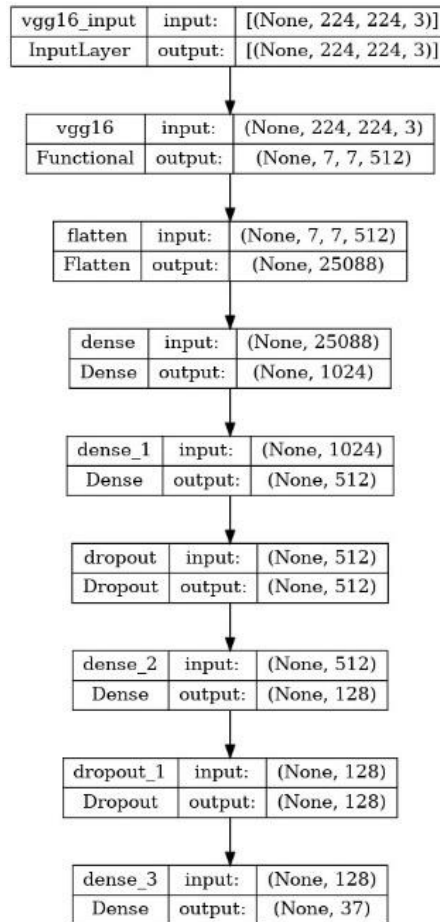 vgg16_input input: [(None, 224, 224, 3)]
InputLayer output: [(None, 224, 224, 3)]
vgg16 input: (None, 224, 224, 3)
Functional output: (None, 7, 7, 512)
flatten input: (None, 7, 7, 512)
Flatten output: (None, 25088)
dense input: (None, 25088)
Dense output: (None, 1024)
dense_1 input: (None, 1024)
Dense output: (None, 512)
dropout input: (None, 512)
Dropout output: (None, 512)
dense_2 input: (None, 512)
Dense output: (None, 128)
dropout_1 input: (None, 128)
Dropout output: (None, 128)
dense_3 input: (None, 128)
Dense output: (None, 37)